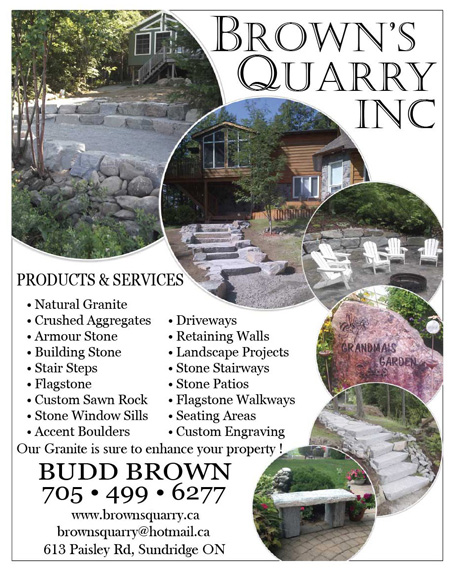 BROWN'S
QUARRY
INC
GRANDMA'S
GARDEN
PRODUCTS & SERVICES
• Natural Granite
• Crushed Aggregates
• Armour Stone
• Building Stone
• Stair Steps
• Flagstone
• Custom Sawn Rock
• Stone Window Sills
• Accent Boulders
• Driveways
• Retaining Walls
• Landscape Projects
• Stone Stairways
• Stone Patios
• Flagstone Walkways
• Seating Areas
• Custom Engraving
Our Granite is sure to enhance your property !
BUDD BROWN
705 • 499 • 6277
www.brownsquarry.ca
brownsquarry@hotmail.ca
613 Paisley Rd, Sundridge ON